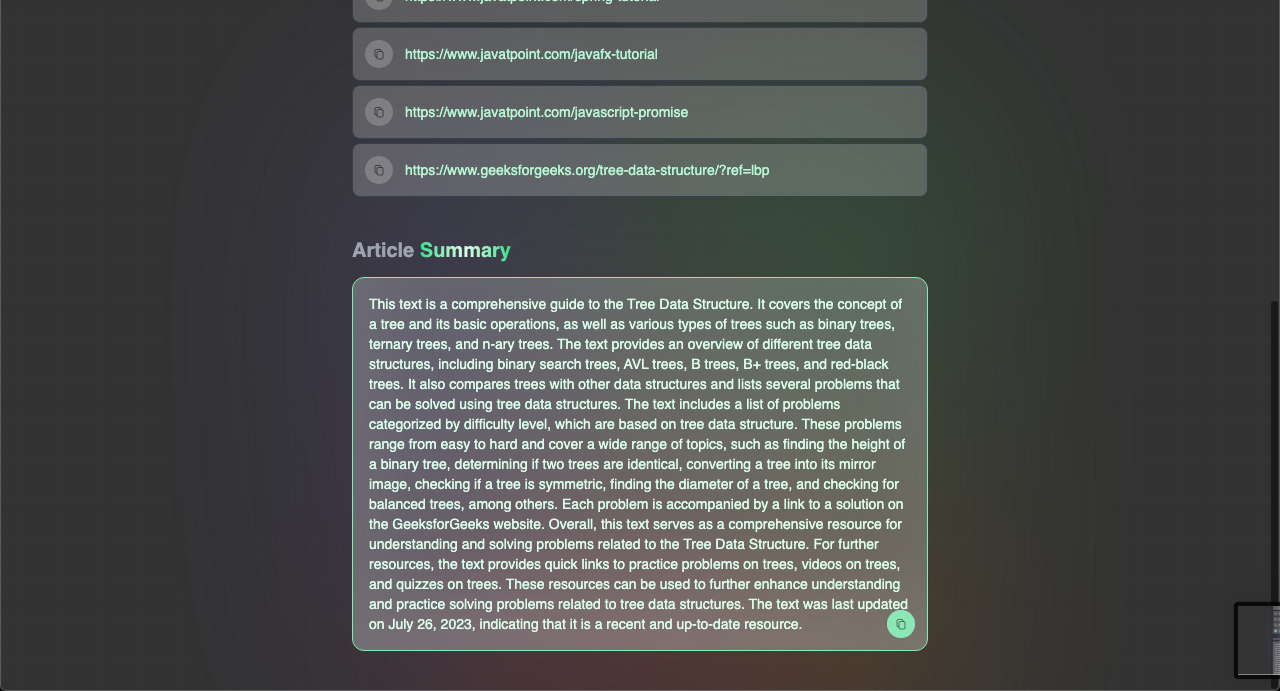 https://www.javatpoint.com/spring-tutorial
https://www.javatpoint.com/javafx-tutorial
https://www.javatpoint.com/javascript-promise
https://www.geeksforgeeks.org/tree-data-structure/?ref=lbp
Article Summary
This text is a comprehensive guide to the Tree Data Structure. It covers the concept of
a tree and its basic operations, as well as various types of trees such as binary trees,
ternary trees, and n-ary trees. The text provides an overview of different tree data
structures, including binary search trees, AVL trees, B trees, B+ trees, and red-black
trees. It also compares trees with other data structures and lists several problems that
can be solved using tree data structures. The text includes a list of problems
categorized by difficulty level, which are based on tree data structure. These problems
range from easy to hard and cover a wide range of topics, such as finding the height of
a binary tree, determining if two trees are identical, converting a tree into its mirror
image, checking if a tree is symmetric, finding the diameter of a tree, and checking for
balanced trees, among others. Each problem is accompanied by a link to a solution on
the GeeksforGeeks website. Overall, this text serves as a comprehensive resource for
understanding and solving problems related to the Tree Data Structure. For further
resources, the text provides quick links to practice problems on trees, videos on trees,
and quizzes on trees. These resources can be used to further enhance understanding
and practice solving problems related to tree data structures. The text was last updated
on July 26, 2023, indicating that it is a recent and up-to-date resource.